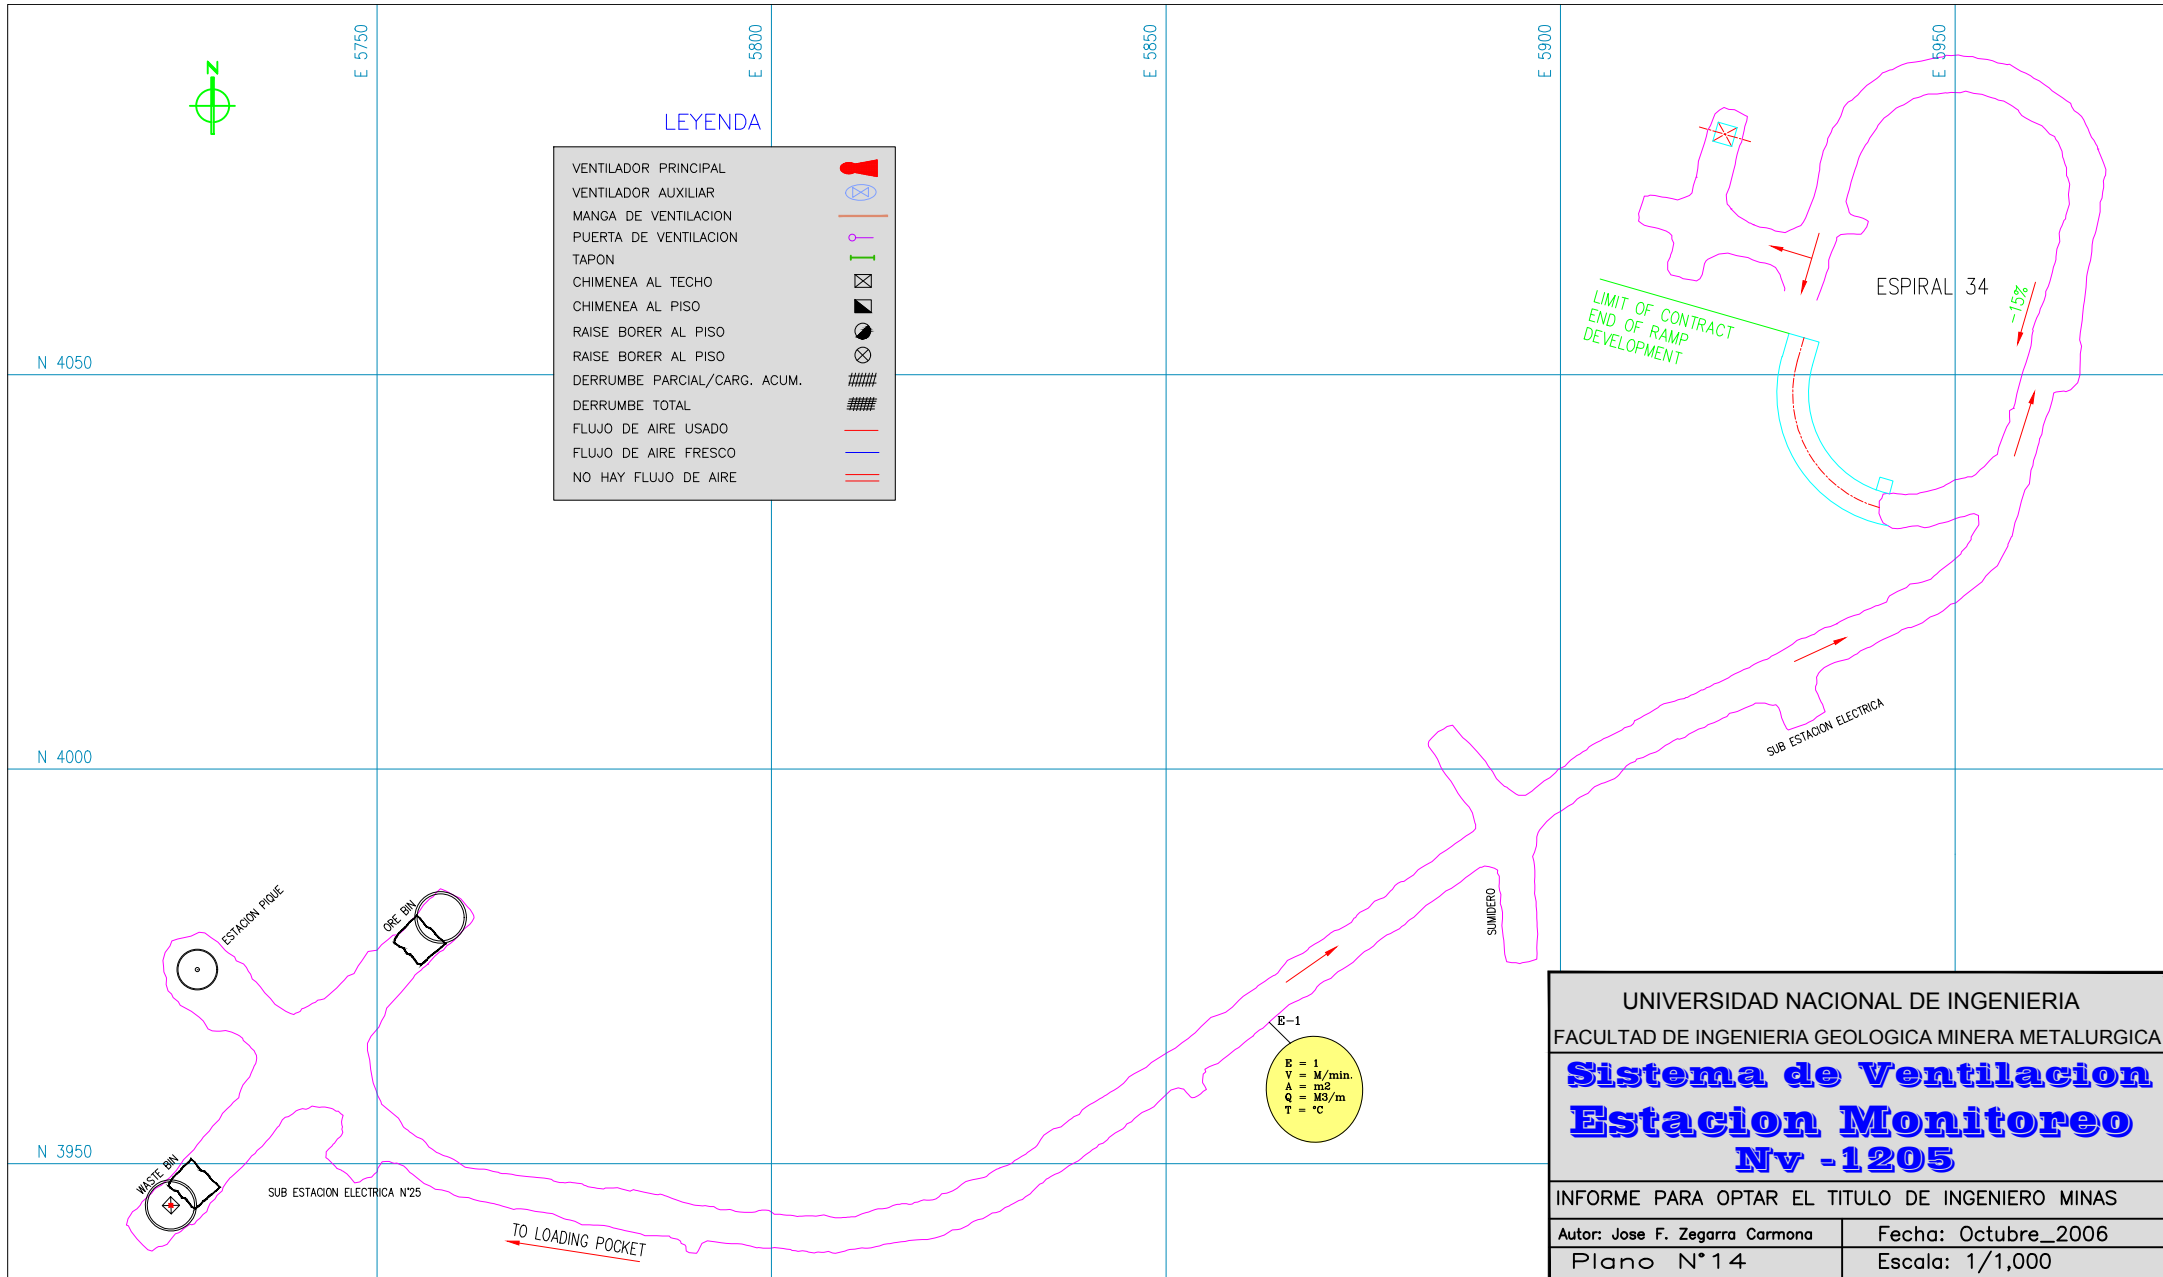 E 5750
E 5800
E 5850
E 5900
E 5950
N
LEYENDA
VENTILADOR PRINCIPAL
VENTILADOR AUXILIAR
MANGA DE VENTILACION
PUERTA DE VENTILACION
TAPON
CHIMENEA AL TECHO
CHIMENEA AL PISO
RAISE BORER AL PISO
RAISE BORER AL PISO
DERRUMBE PARCIAL/CARG. ACUM.
DERRUMBE TOTAL
FLUJO DE AIRE USADO
FLUJO DE AIRE FRESCO
NO HAY FLUJO DE AIRE
ESPIRAL 34
-15%
LIMIT OF CONTRACT
END OF RAMP
DEVELOPMENT
N 4050
N 4000
N 3950
SUB ESTACION ELECTRICA
SUMIDERO
ESTACION PIQUE
ORE BIN
WASTE BIN
SUB ESTACION ELECTRICA N°25
TO LOADING POCKET
E-1
E = 1
V = M/min.
A = m2
Q = M3/m
T = °C
UNIVERSIDAD NACIONAL DE INGENIERIA
FACULTAD DE INGENIERIA GEOLOGICA MINERA METALURGICA
Sistema de Ventilacion
Estacion Monitoreo
Nv -1205
INFORME PARA OPTAR EL TITULO DE INGENIERO MINAS
Autor: Jose F. Zegarra Carmona
Fecha: Octubre_2006
Plano N°14
Escala: 1/1,000